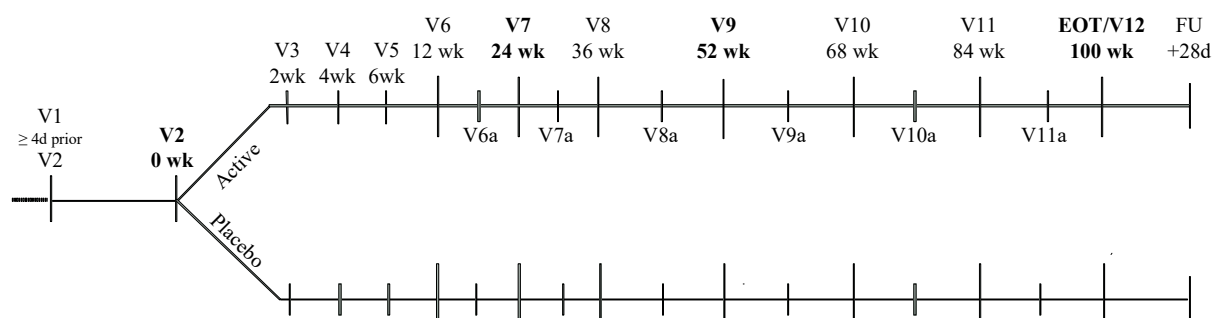 V1
≥ 4d prior
V2
V2
0 wk
Active
Placebo
V3
2wk
V4
4wk
V5
6wk
V6
12 wk
V7
24 wk
V8
36 wk
V9
52 wk
V10
68 wk
V11
84 wk
EOT/V12
100 wk
FU
+28d
V6a
V7a
V8a
V9a
V10a
V11a